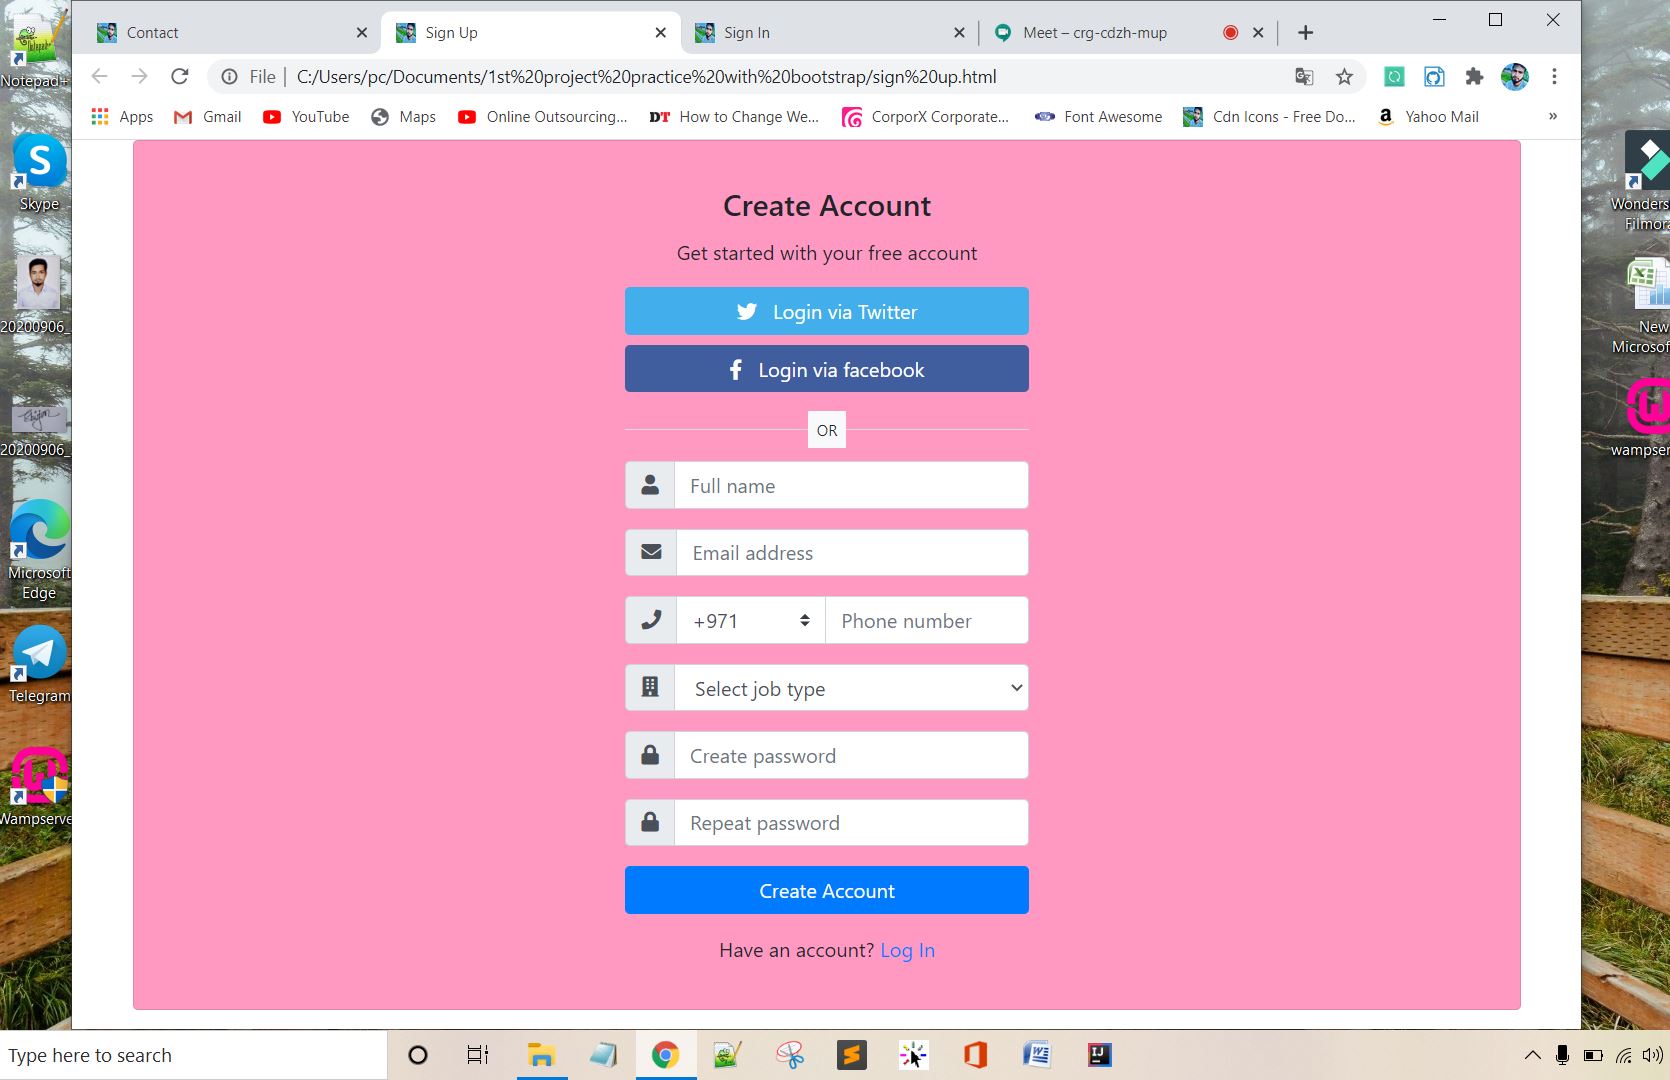 Contact
Sign Up
Sign In
Meet – crg-cdzh-mup
File
C:/Users/pc/Documents/1st%20project%20practice%20with%20bootstrap/sign%20up.html
Apps
Gmail
YouTube
Maps
Online Outsourcing...
DT How to Change We...
CorporX Corporate...
Font Awesome
Cdn Icons - Free Do...
a Yahoo Mail
»
Notepad+
Skype
20200906_
20200906_
Microsoft
Edge
Telegram
Wampserve
Create Account
Get started with your free account
Login via Twitter
Login via facebook
OR
Full name
Email address
+971
Phone number
Select job type
Create password
Repeat password
Create Account
Have an account? Log In
Wonders
Filmora
New
Microsof
wampser
Type here to search